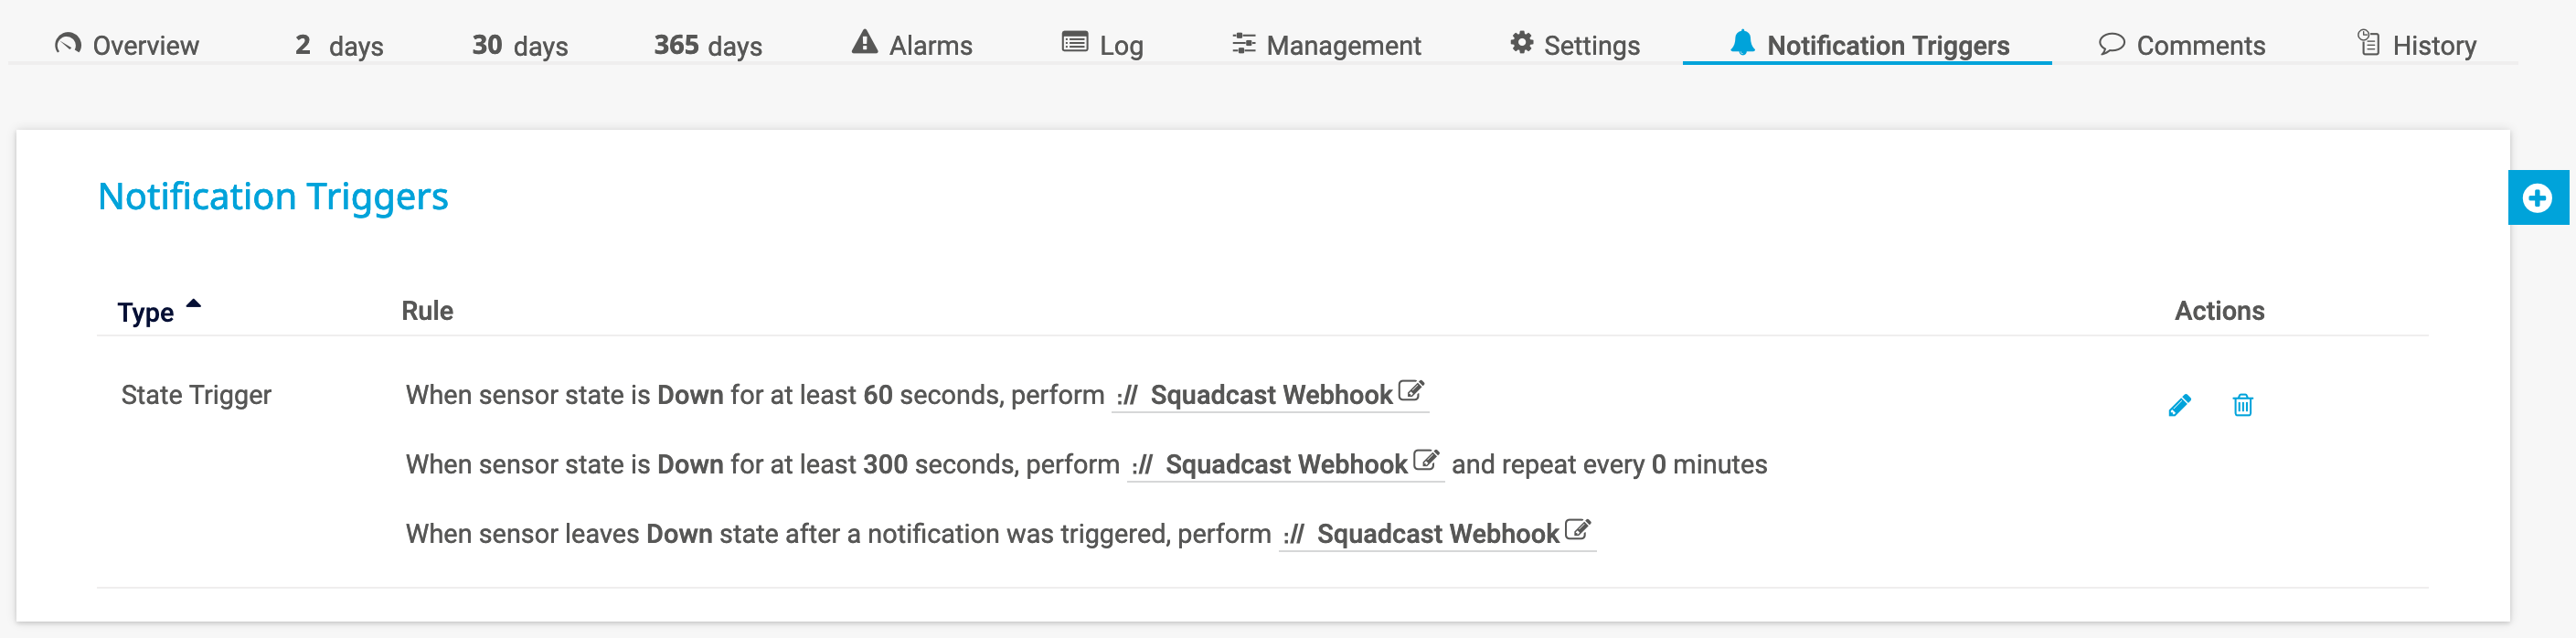 Overview 2 days 30 days 365 days Alarms Log Management Settings Notification Triggers Comments History
Notification Triggers
Type Rule Actions
State Trigger When sensor state is Down for at least 60 seconds, perform :// Squadcast Webhook
When sensor state is Down for at least 300 seconds, perform :// Squadcast Webhook and repeat every 0 minutes
When sensor leaves Down state after a notification was triggered, perform :// Squadcast Webhook